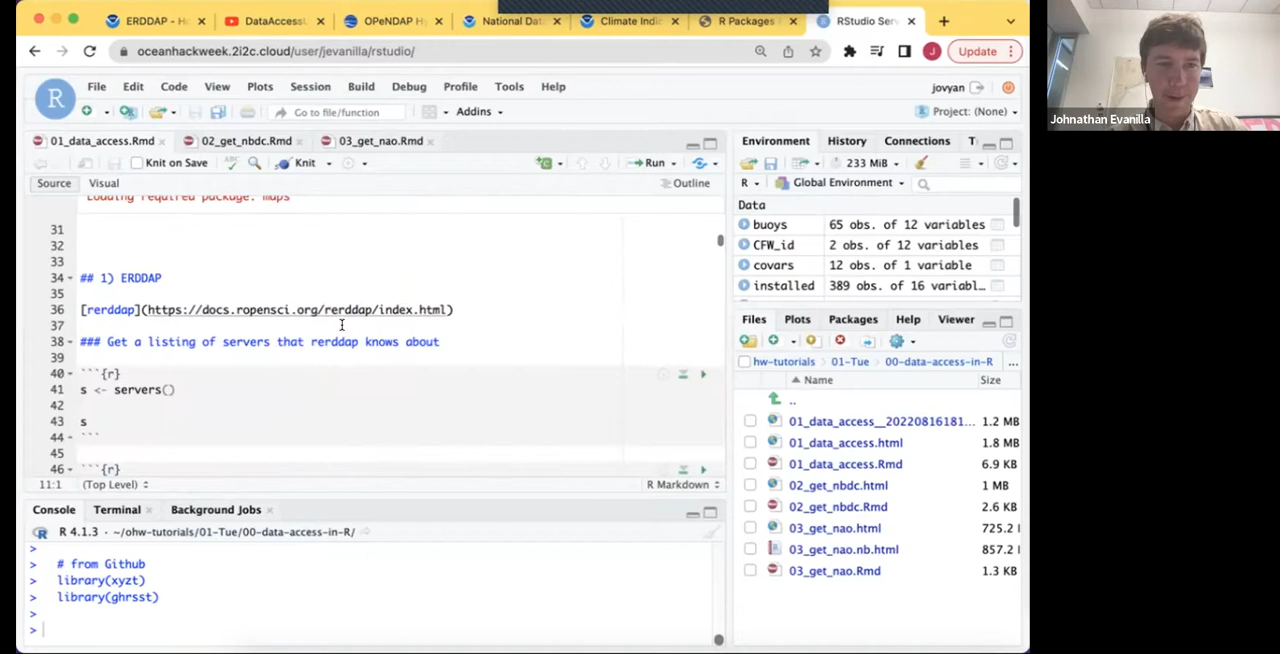 ERDDAP - Ho
DataAccessL
OPeNDAP Hy
National Dat
Climate Indic
R Packages F
RStudio Serv
oceanhackweek.2i2c.cloud/user/jevanilla/rstudio/
J
Update
R
File Edit Code View Plots Session Build Debug Profile Tools Help
jovyan
Go to file/function
Addins
Project: (None)
01_data_access.Rmd
02_get_nbdc.Rmd
03_get_nao.Rmd
Knit on Save
ABC
Knit
Run
Source Visual
Outline
Loading required package: maps
31
32
33
34 ## 1) ERDDAP
35
36 [rerddap](https://docs.ropensci.org/rerddap/index.html)
37
38 ### Get a listing of servers that rerddap knows about
39
40 ```{r}
41 s <- servers()
42
43 s
44 ```
45
46 ```{r}
11:1 (Top Level) R Markdown
Console Terminal Background Jobs
R 4.1.3 · ~/ohw-tutorials/01-Tue/00-data-access-in-R/
>
> # from Github
> library(xyzt)
> library(ghrsst)
>
>
Environment History Connections T
233 MiB
R Global Environment
Data
buoys 65 obs. of 12 variables
CFW_id 2 obs. of 12 variables
covars 12 obs. of 1 variable
installed 389 obs. of 16 variabl…
Files Plots Packages Help Viewer
hw-tutorials 01-Tue 00-data-access-in-R ...
Name Size
..
01_data_access__20220816181... 1.2 MB
01_data_access.html 1.8 MB
01_data_access.Rmd 6.9 KB
02_get_nbdc.html 1 MB
02_get_nbdc.Rmd 2.6 KB
03_get_nao.html 725.2
03_get_nao.nb.html 857.2
03_get_nao.Rmd 1.3 KB
Johnathan Evanilla